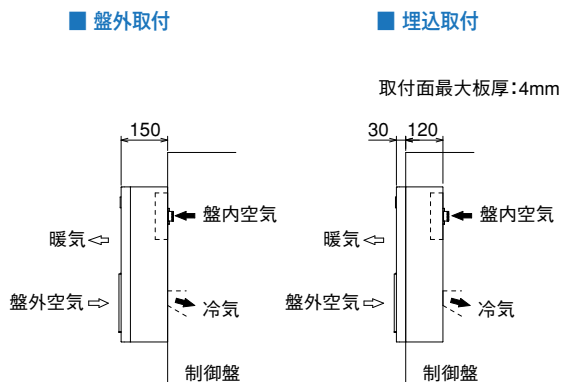 ■ 盤外取付
150
盤内空気
暖気
盤外空気
冷気
制御盤
■ 埋込取付
取付面最大板厚：4mm
30 120
盤内空気
暖気
盤外空気
冷気
制御盤